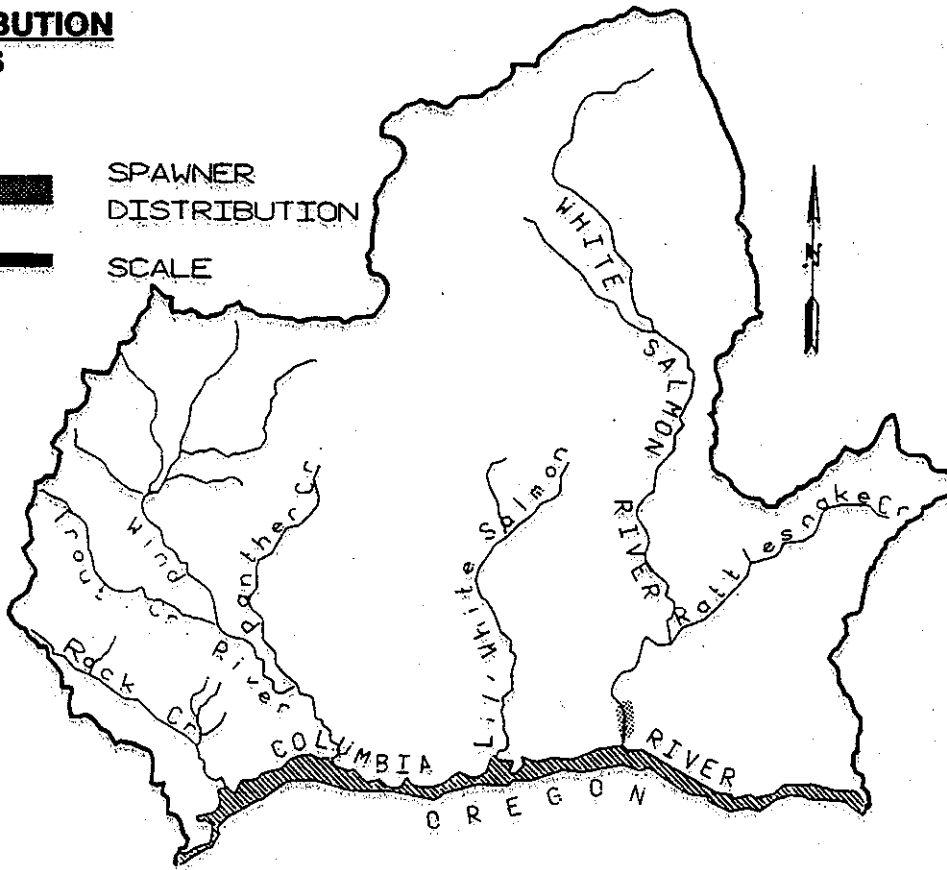 BUTION
S
SPAWNER
DISTRIBUTION
SCALE
N
WHITE
SALMON
RIVER
Wind
River
Panther Cr
Trout Cr
Rock Cr
Lil, White Salmon
Rattlesnake Cr
COLUMBIA
RIVER
OREGON